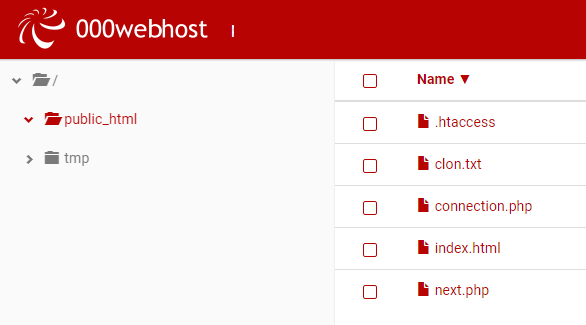 000webhost
/
public_html
tmp
Name ▼
.htaccess
clon.txt
connection.php
index.html
next.php